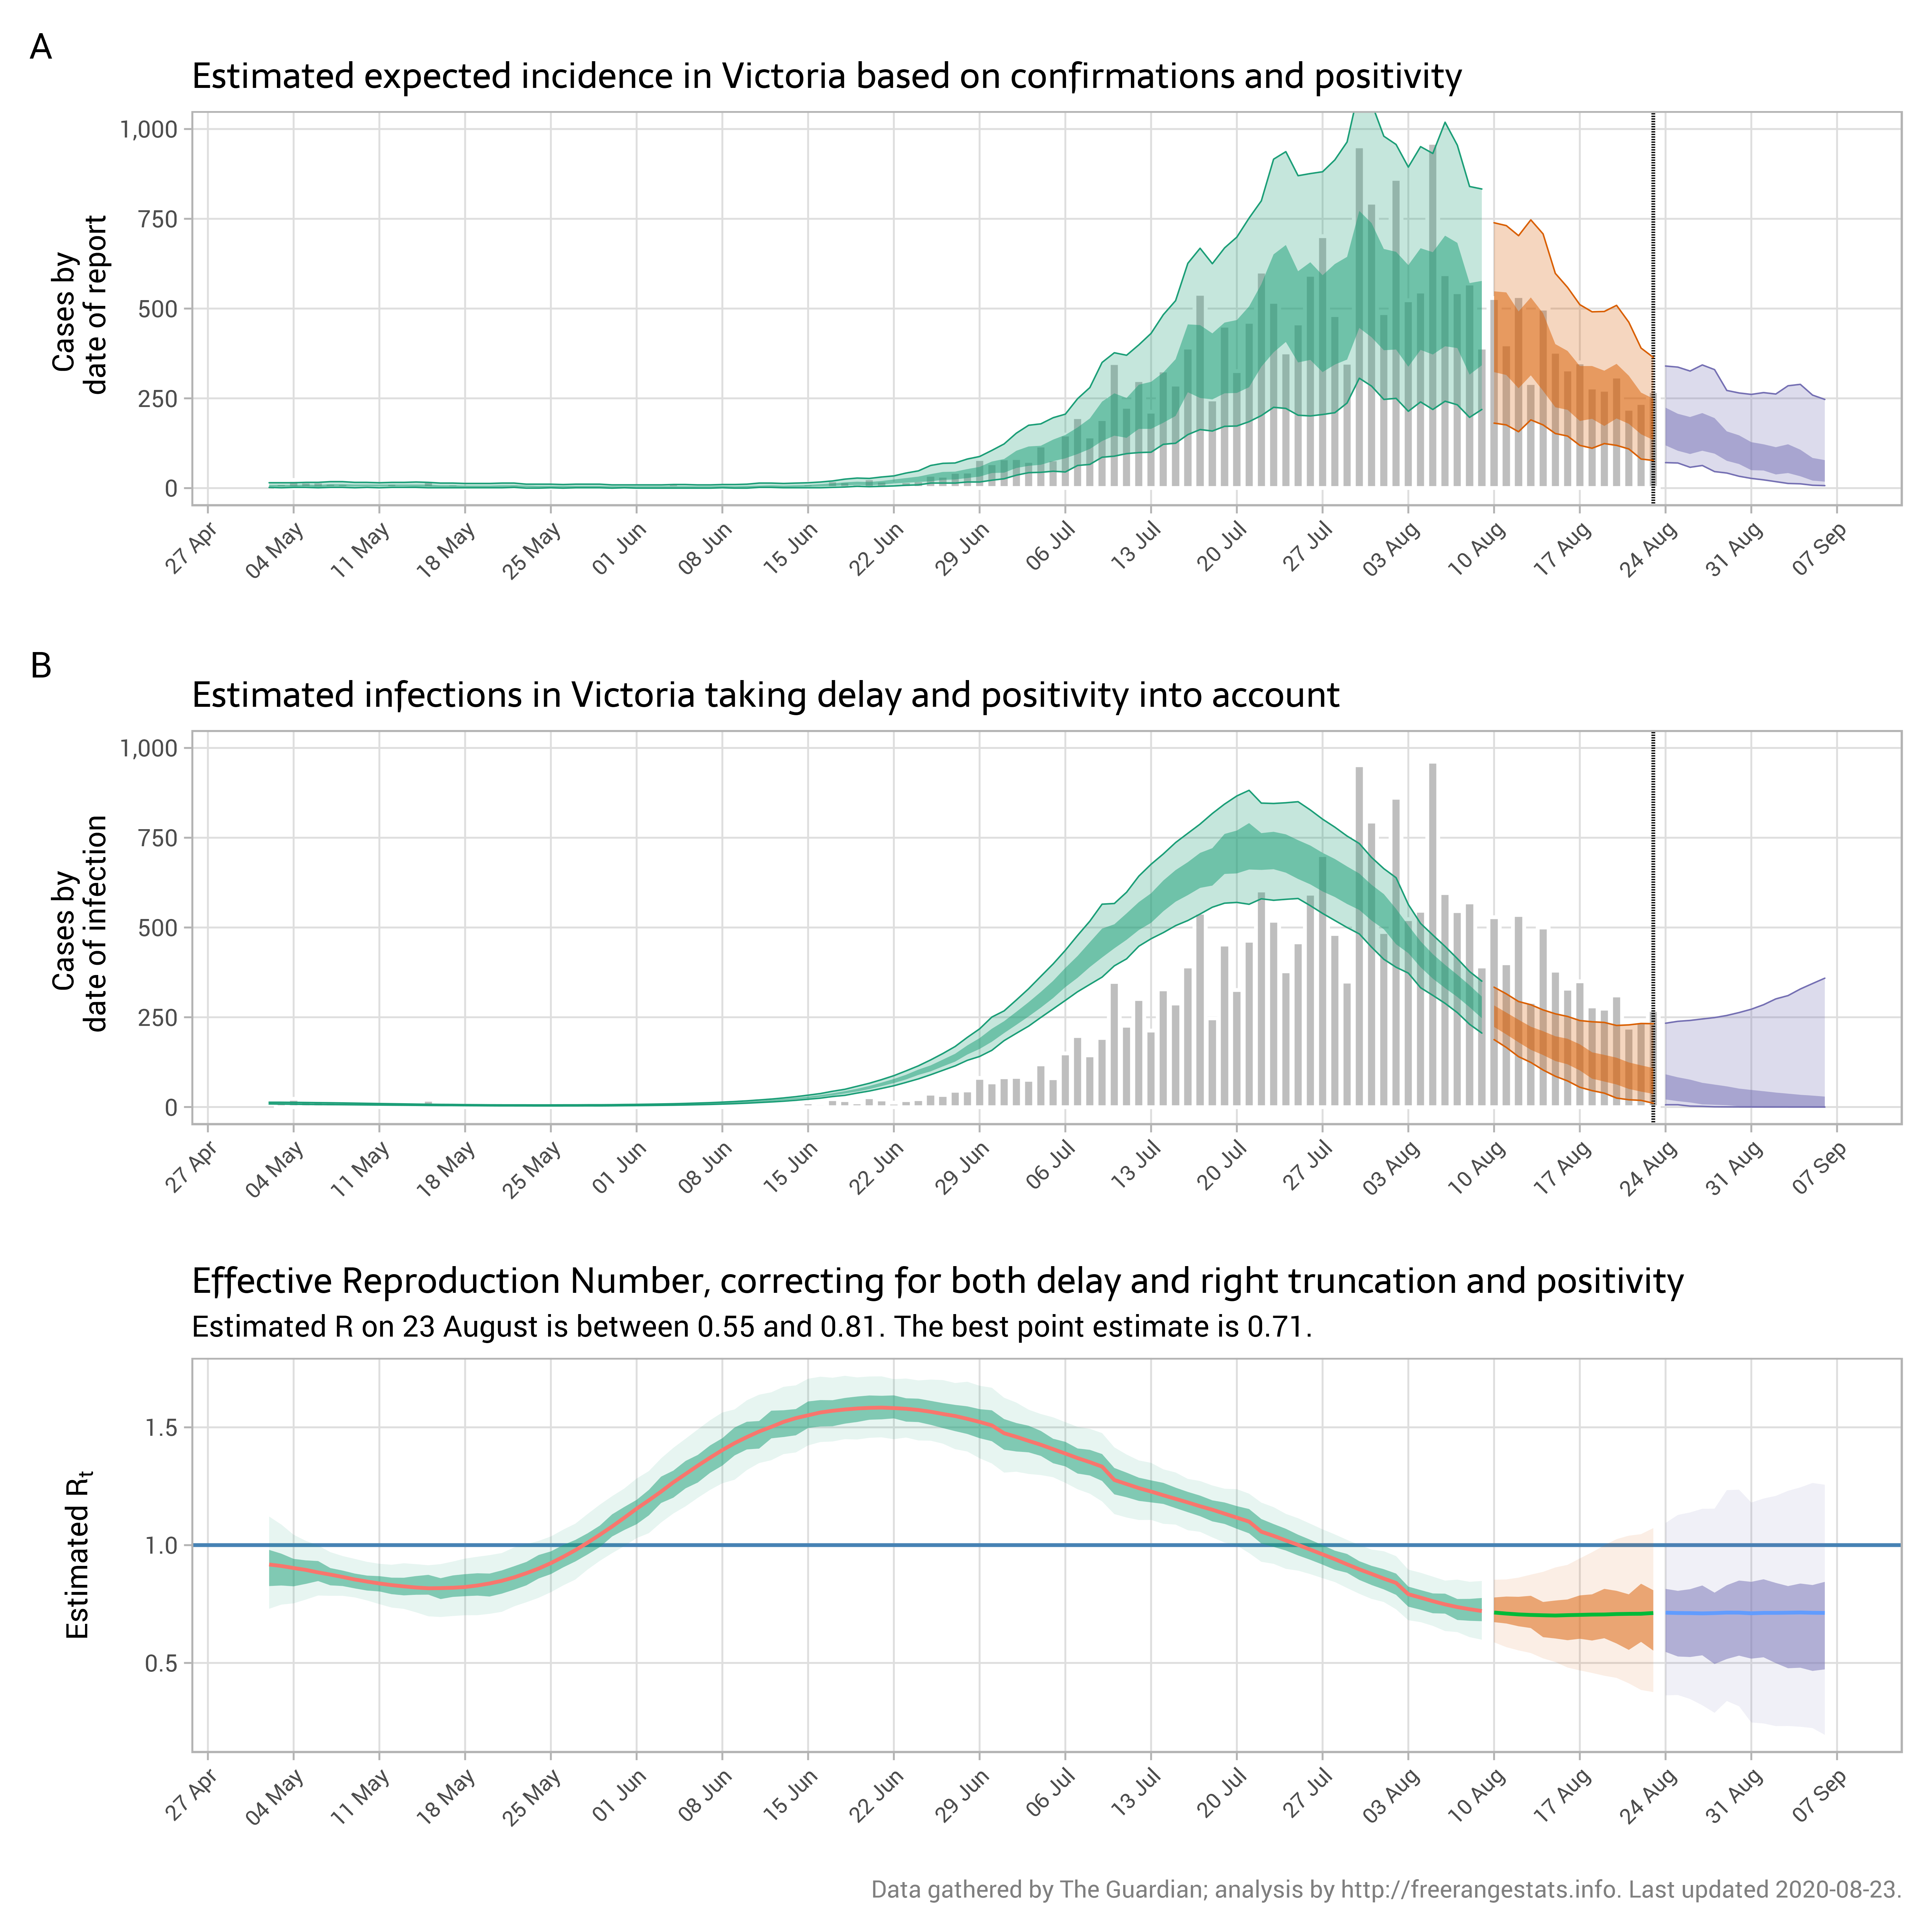 A
Estimated expected incidence in Victoria based on confirmations and positivity
Cases by
date of report
1,000
750
500
250
0
27 Apr
04 May
11 May
18 May
25 May
01 Jun
08 Jun
15 Jun
22 Jun
29 Jun
06 Jul
13 Jul
20 Jul
27 Jul
03 Aug
10 Aug
17 Aug
24 Aug
31 Aug
07 Sep
B
Estimated infections in Victoria taking delay and positivity into account
Cases by
date of infection
1,000
750
500
250
0
27 Apr
04 May
11 May
18 May
25 May
01 Jun
08 Jun
15 Jun
22 Jun
29 Jun
06 Jul
13 Jul
20 Jul
27 Jul
03 Aug
10 Aug
17 Aug
24 Aug
31 Aug
07 Sep
Effective Reproduction Number, correcting for both delay and right truncation and positivity
Estimated R on 23 August is between 0.55 and 0.81. The best point estimate is 0.71.
Estimated Rt
1.5
1.0
0.5
27 Apr
04 May
11 May
18 May
25 May
01 Jun
08 Jun
15 Jun
22 Jun
29 Jun
06 Jul
13 Jul
20 Jul
27 Jul
03 Aug
10 Aug
17 Aug
24 Aug
31 Aug
07 Sep
Data gathered by The Guardian; analysis by http://freerangestats.info. Last updated 2020-08-23.